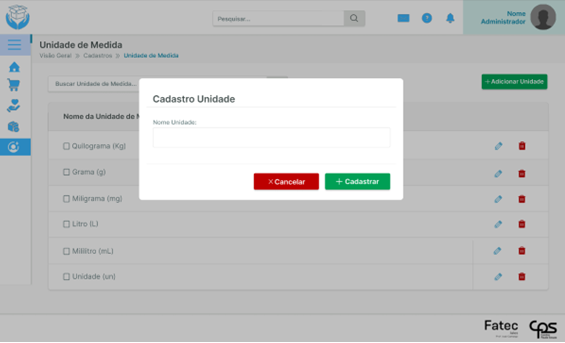 Pesquisar...
Nome
Administrador
Unidade de Medida
Visão Geral » Cadastros » Unidade de Medida
Buscar Unidade de Medida...
+Adicionar Unidade
Cadastro Unidade
Nome da Unidade de M
Nome Unidade:
Quilograma (Kg)
Grama (g)
×Cancelar
+ Cadastrar
Miligrama (mg)
Litro (L)
Mililitro (mL)
Unidade (un)
Fatec
CPS